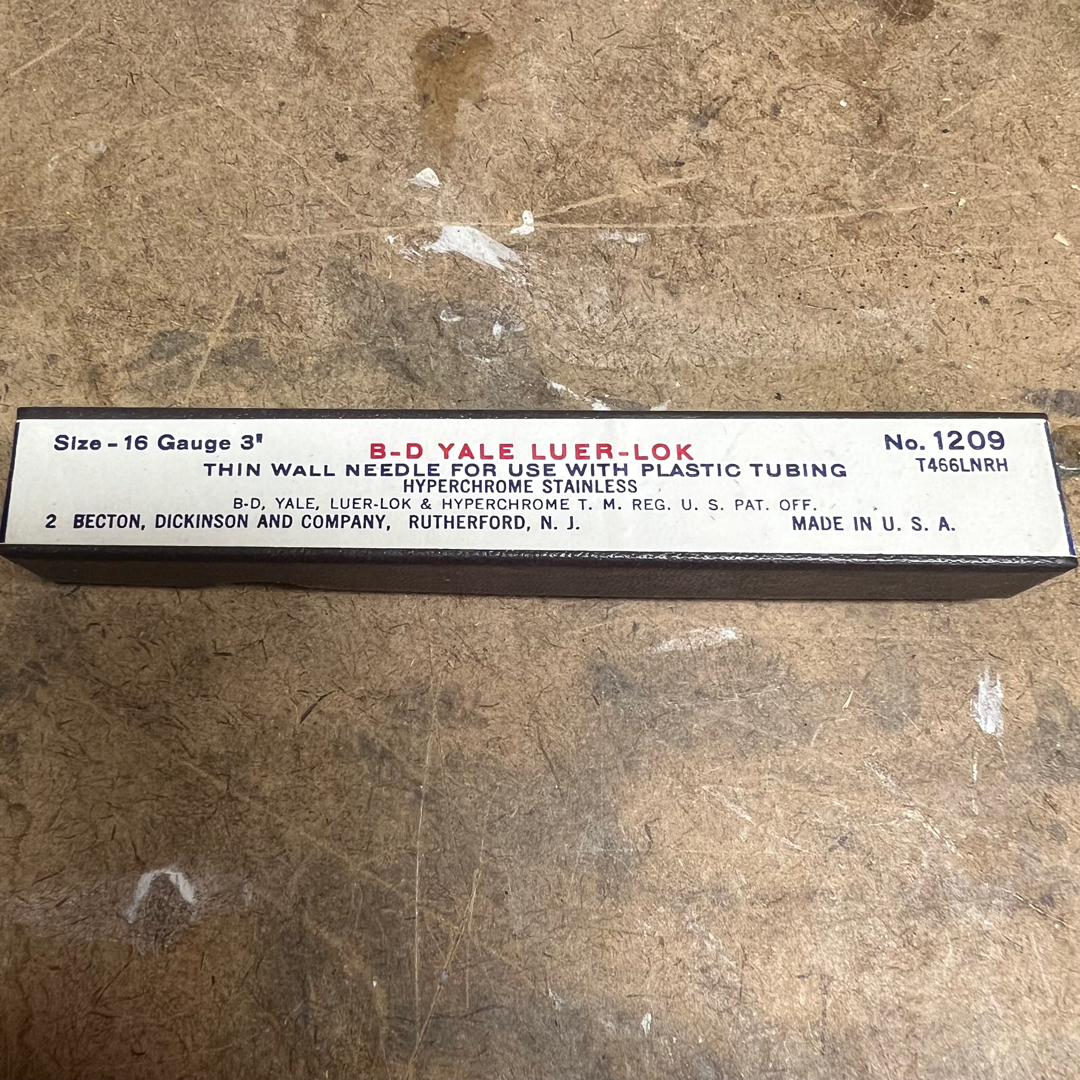 Size - 16 Gauge 3"
B-D YALE LUER-LOK
No. 1209
T466LNRH
THIN WALL NEEDLE FOR USE WITH PLASTIC TUBING
HYPERCHROME STAINLESS
B-D, YALE, LUER-LOK & HYPERCHROME T. M. REG. U. S. PAT. OFF.
2 BECTON, DICKINSON AND COMPANY, RUTHERFORD, N. J. MADE IN U. S. A.